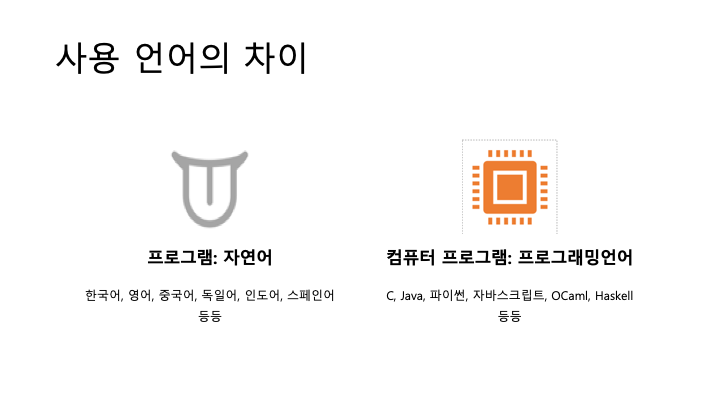 사용 언어의 차이
프로그램: 자연어
한국어, 영어, 중국어, 독일어, 인도어, 스페인어
등등
컴퓨터 프로그램: 프로그래밍언어
C, Java, 파이썬, 자바스크립트, OCaml, Haskell
등등